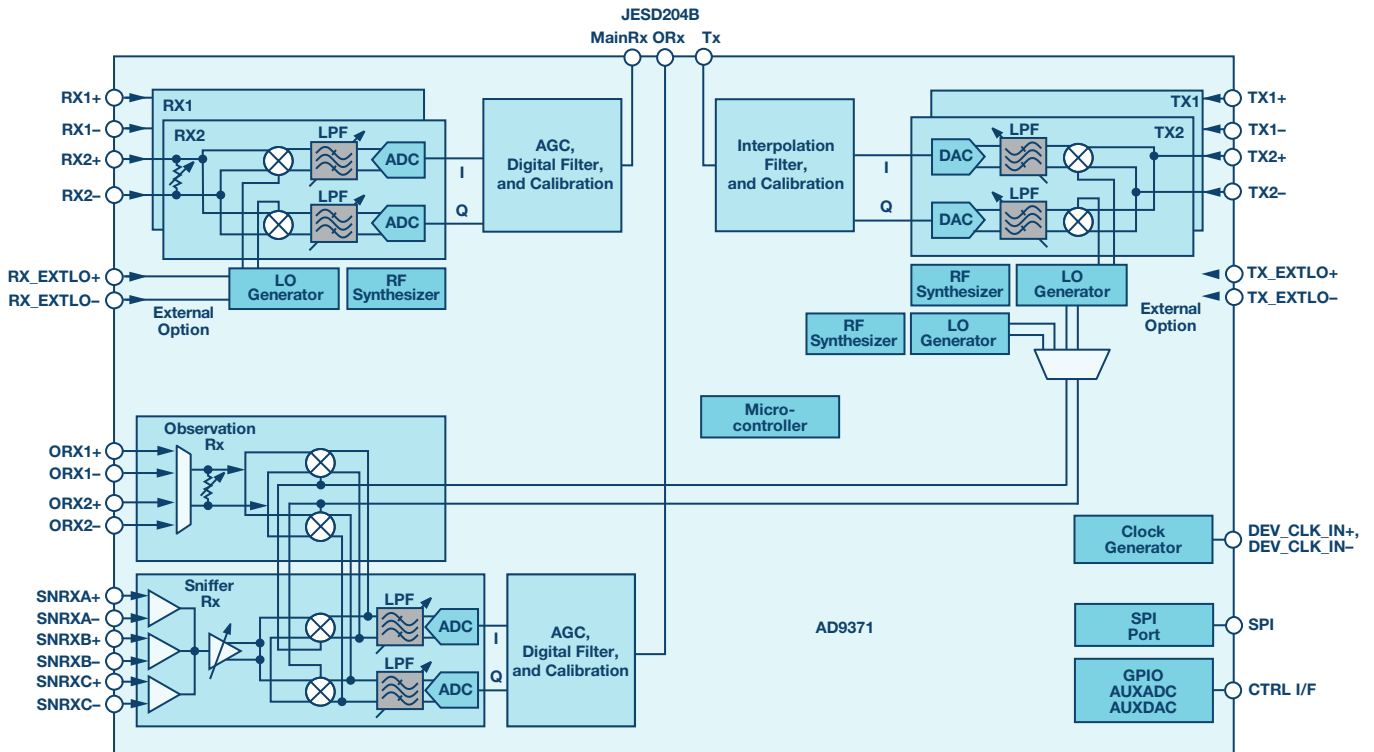 JESD204B
MainRx ORx Tx
RX1+
RX1–
RX2+
RX2–
RX1
RX2
LPF
ADC
LPF
ADC
I
Q
AGC,
Digital Filter,
and Calibration
Interpolation
Filter,
and Calibration
I
Q
TX1
TX2
LPF
DAC
LPF
DAC
TX1+
TX1–
TX2+
TX2–
RX_EXTLO+
RX_EXTLO–
External
Option
LO
Generator
RF
Synthesizer
RF
Synthesizer
LO
Generator
TX_EXTLO+
TX_EXTLO–
External
Option
RF
Synthesizer
LO
Generator
Micro-
controller
Observation
Rx
ORX1+
ORX1–
ORX2+
ORX2–
Sniffer
Rx
SNRXA+
SNRXA–
SNRXB+
SNRXB–
SNRXC+
SNRXC–
LPF
ADC
LPF
ADC
I
Q
AGC,
Digital Filter,
and Calibration
AD9371
Clock
Generator
DEV_CLK_IN+,
DEV_CLK_IN–
SPI
Port
SPI
GPIO
AUXADC
AUXDAC
CTRL I/F